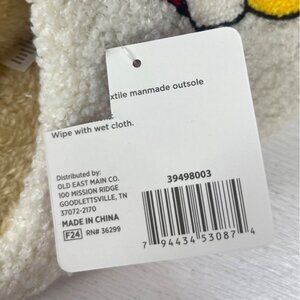 xtile manmade outsole
Wipe with wet cloth.
Distributed by:
OLD EAST MAIN CO.
100 MISSION RIDGE
GOODLETTSVILLE, TN
37072-2170
MADE IN CHINA
F24 RN# 36299
39498003
7 94434 53087 4